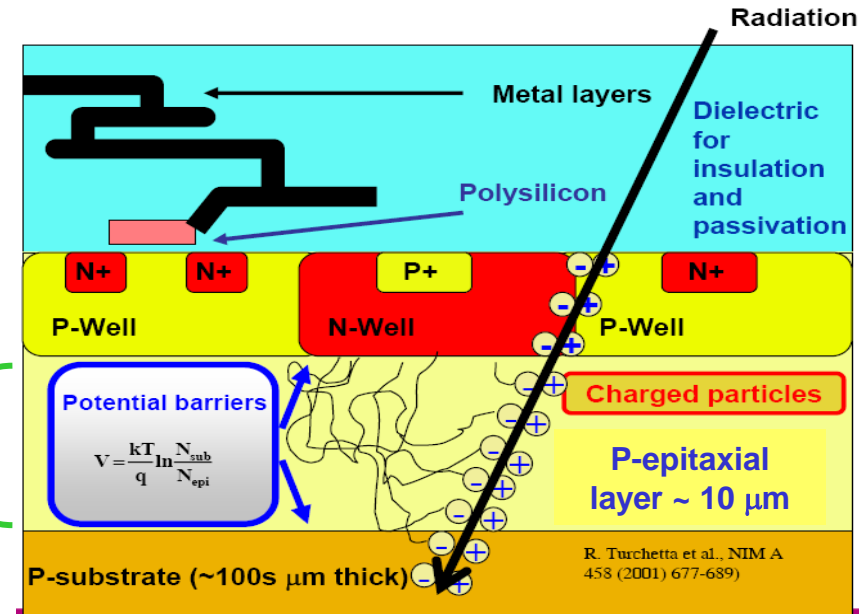 Radiation
Metal layers
Dielectric
for
insulation
and
passivation
Polysilicon
N+
N+
P+
N+
P-Well
N-Well
P-Well
Potential barriers
V = kT/q ln N_sub/N_epi
Charged particles
P-epitaxial
layer ~ 10 μm
R. Turchetta et al., NIM A
458 (2001) 677-689)
P-substrate (~100s μm thick)